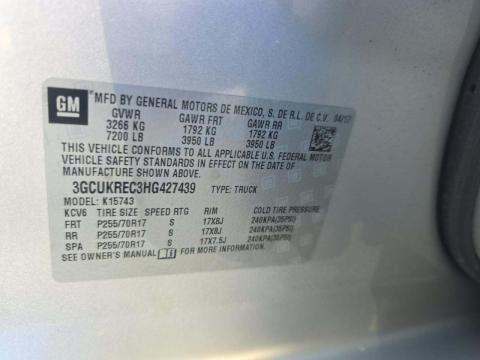 GM
*MFD BY GENERAL MOTORS DE MEXICO, S. DE R.L. DE C.V. 04/17
GVWR GAWR FRT GAWR RR
3266 KG 1792 KG 1792 KG
7200 LB 3950 LB 3950 LB
THIS VEHICLE CONFORMS TO ALL APPLICABLE U.S. FEDERAL MOTOR
VEHICLE SAFETY STANDARDS IN EFFECT ON THE DATE OF
MANUFACTURE SHOWN ABOVE.
3GCUKREC3HG427439 TYPE: TRUCK
MODEL: K15743
KCV6 TIRE SIZE SPEED RTG RIM COLD TIRE PRESSURE
FRT P255/70R17 S 17X8J 240KPA(35PSI)
RR P255/70R17 S 17X8J 240KPA(35PSI)
SPA P255/70R17 S 17X7.5J 240KPA(35PSI)
SEE OWNER'S MANUAL FOR MORE INFORMATION.